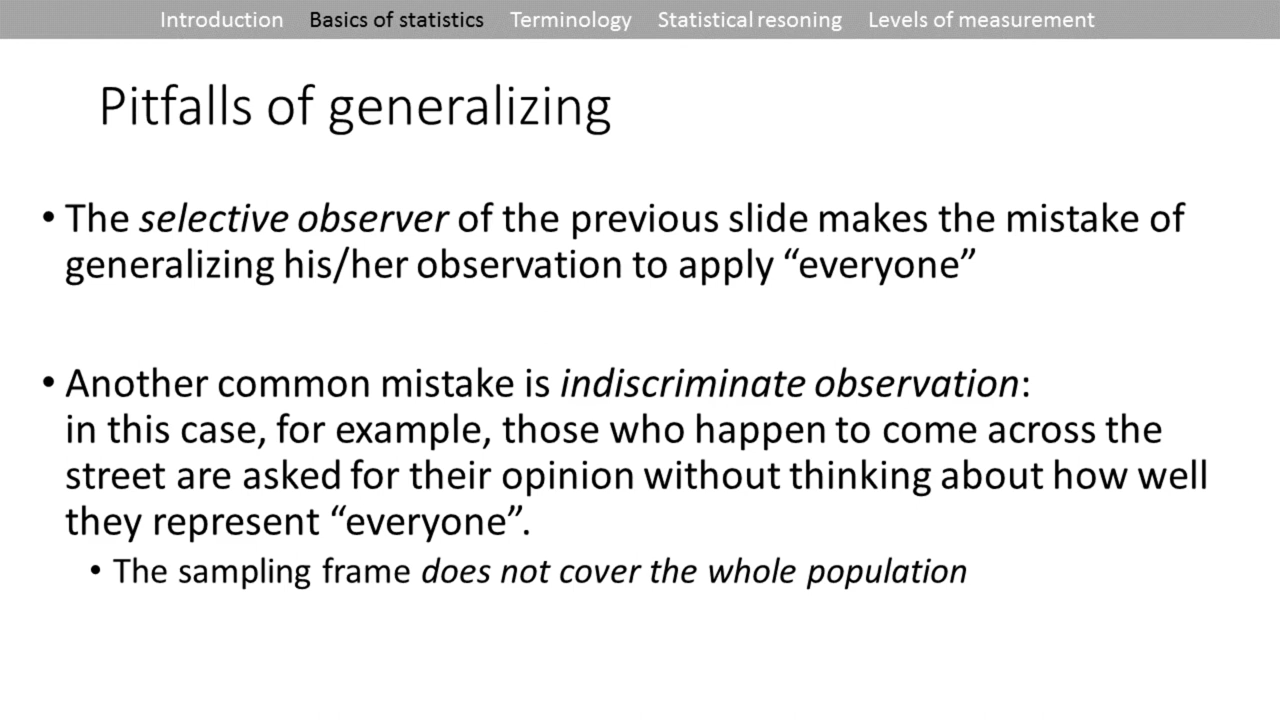 Introduction Basics of statistics Terminology Statistical resoning Levels of measurement
Pitfalls of generalizing
• The selective observer of the previous slide makes the mistake of
generalizing his/her observation to apply “everyone”
• Another common mistake is indiscriminate observation:
in this case, for example, those who happen to come across the
street are asked for their opinion without thinking about how well
they represent “everyone”.
• The sampling frame does not cover the whole population